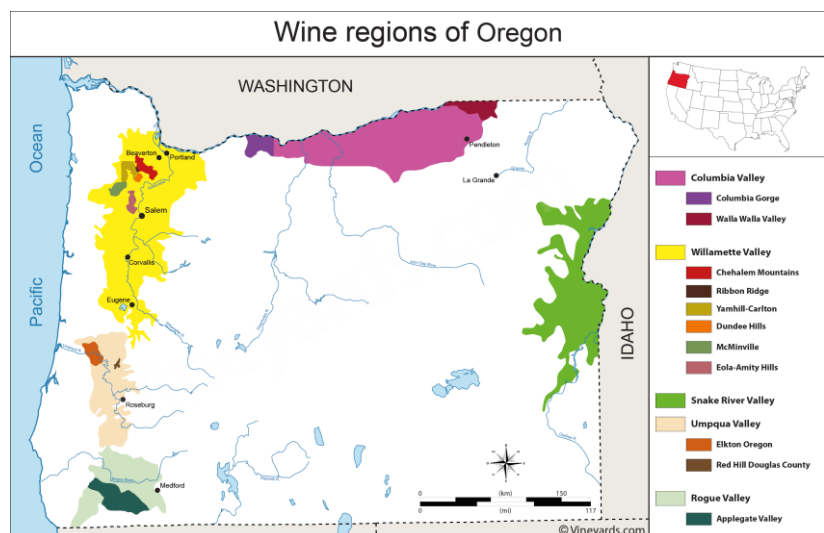 Wine regions of Oregon
WASHINGTON
Ocean
Pacific
IDAHO
Beaverton
Portland
Pendleton
La Grande
Salem
Corvallis
Eugene
Roseburg
Medford
John Day River
0 (km) 150
0 (mi) 117
© Vineyards.com
Columbia Valley
Columbia Gorge
Walla Walla Valley
Willamette Valley
Chehalem Mountains
Ribbon Ridge
Yamhill-Carlton
Dundee Hills
McMinville
Eola-Amity Hills
Snake River Valley
Umpqua Valley
Elkton Oregon
Red Hill Douglas County
Rogue Valley
Applegate Valley